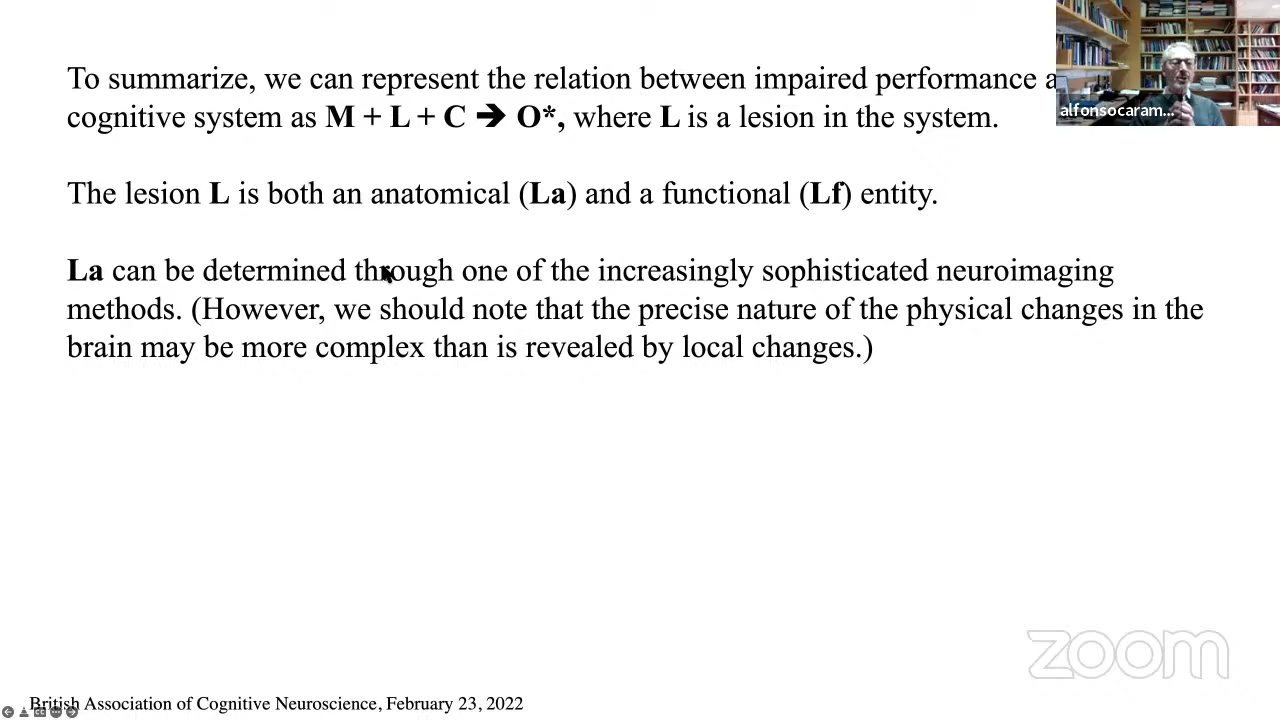 To summarize, we can represent the relation between impaired performance a
cognitive system as M + L + C ➔ O*, where L is a lesion in the system.
alfonsocaram...
The lesion L is both an anatomical (La) and a functional (Lf) entity.
La can be determined through one of the increasingly sophisticated neuroimaging
methods. (However, we should note that the precise nature of the physical changes in the
brain may be more complex than is revealed by local changes.)
zoom
British Association of Cognitive Neuroscience, February 23, 2022